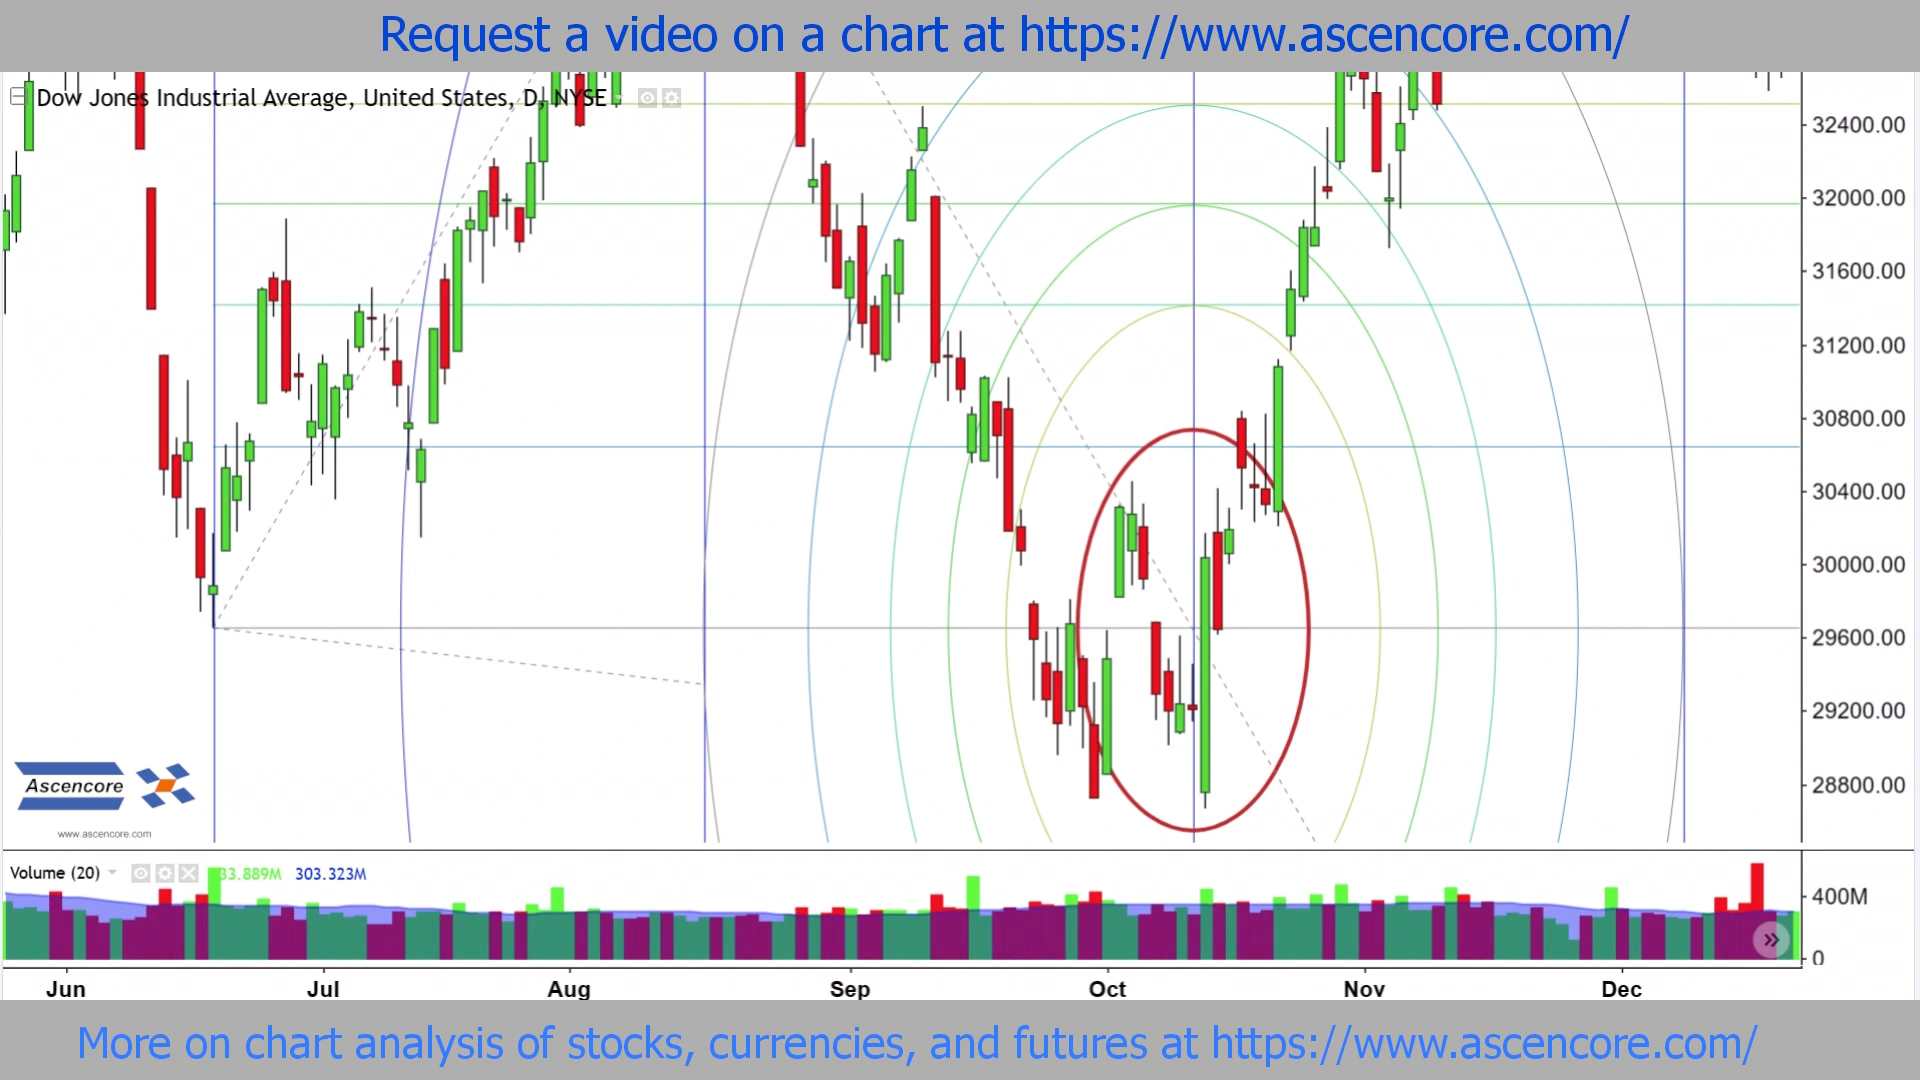 Request a video on a chart at https://www.ascencore.com/
Dow Jones Industrial Average, United States, D, NYSE
32400.00
32000.00
31600.00
31200.00
30800.00
30400.00
30000.00
29600.00
29200.00
28800.00
Ascencore
www.ascencore.com
Volume (20) 33.889M 303.323M
400M
0
Jun Jul Aug Sep Oct Nov Dec
More on chart analysis of stocks, currencies, and futures at https://www.ascencore.com/